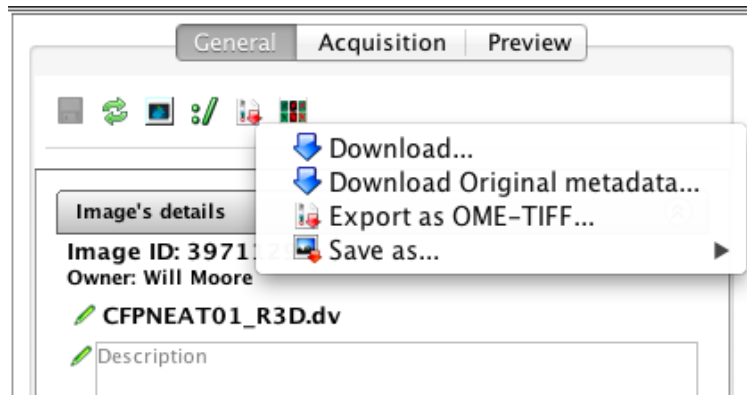 General Acquisition Preview
Download...
Download Original metadata...
Image's details
Export as OME-TIFF...
Image ID: 3971129
Save as...
Owner: Will Moore
CFPNEAT01_R3D.dv
Description